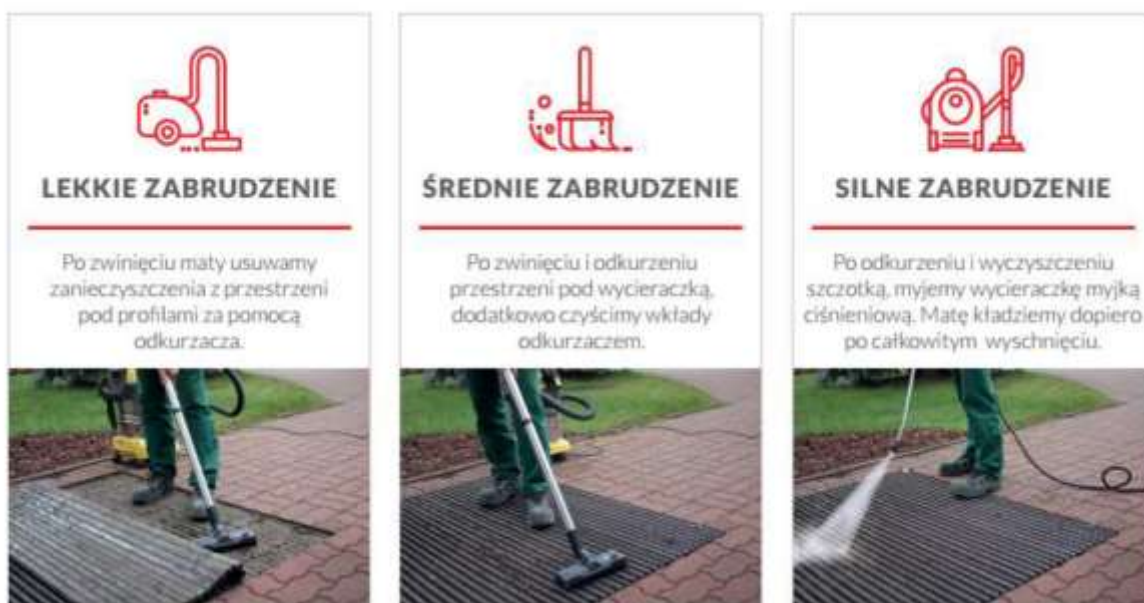 LEKKIE ZABRUDZENIE
Po zwinięciu maty usuwamy
zanieczyszczenia z przestrzeni
pod profilami za pomocą
odkurzacza.
ŚREDNIE ZABRUDZENIE
Po zwinięciu i odkurzeniu
przestrzeni pod wycieraczką,
dodatkowo czyścimy wkłady
odkurzaczem.
SILNE ZABRUDZENIE
Po odkurzeniu i wyczyszczeniu
szczotką, myjemy wycieraczkę myjką
ciśnieniową. Matę kładziemy dopiero
po całkowitym wyschnięciu.